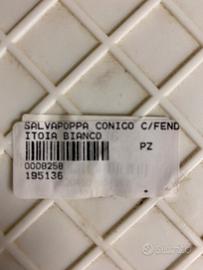 SALVAPOPPA CONICO C/FEND
ITOIA BIANCO
PZ
0008258
195136